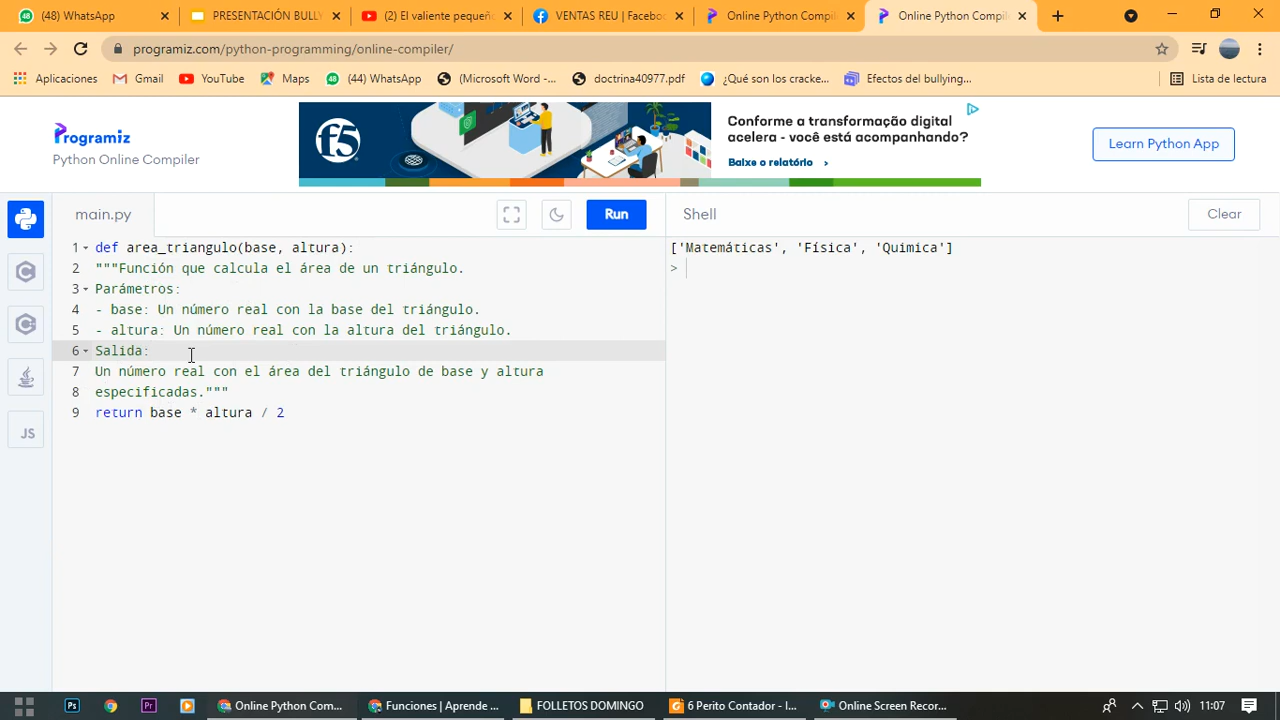 (48) WhatsApp
PRESENTACIÓN BULLY
(2) El valiente pequeñ
VENTAS REU | Facebo
Online Python Compil
Online Python Compil
programiz.com/python-programming/online-compiler/
Aplicaciones
Gmail
YouTube
Maps
(44) WhatsApp
(Microsoft Word -...
doctrina40977.pdf
¿Qué son los cracke...
Efectos del bullying...
Lista de lectura
Programiz
Python Online Compiler
f5
Conforme a transformação digital
acelera - você está acompanhando?
Baixe o relatório ›
Learn Python App
main.py
Run
Shell
Clear
1 def area_triangulo(base, altura):
2 """Función que calcula el área de un triángulo.
3 Parámetros:
4 - base: Un número real con la base del triángulo.
5 - altura: Un número real con la altura del triángulo.
6 Salida:
7 Un número real con el área del triángulo de base y altura
8 especificadas."""
9 return base * altura / 2
['Matemáticas', 'Física', 'Quimica']
>
JS
Ps
Pr
Online Python Com...
Funciones | Aprende ...
FOLLETOS DOMINGO
6 Perito Contador - I...
Online Screen Recor...
11:07